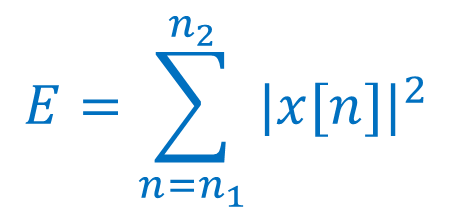 E = ∑_{n=n₁}^{n₂} |x[n]|²